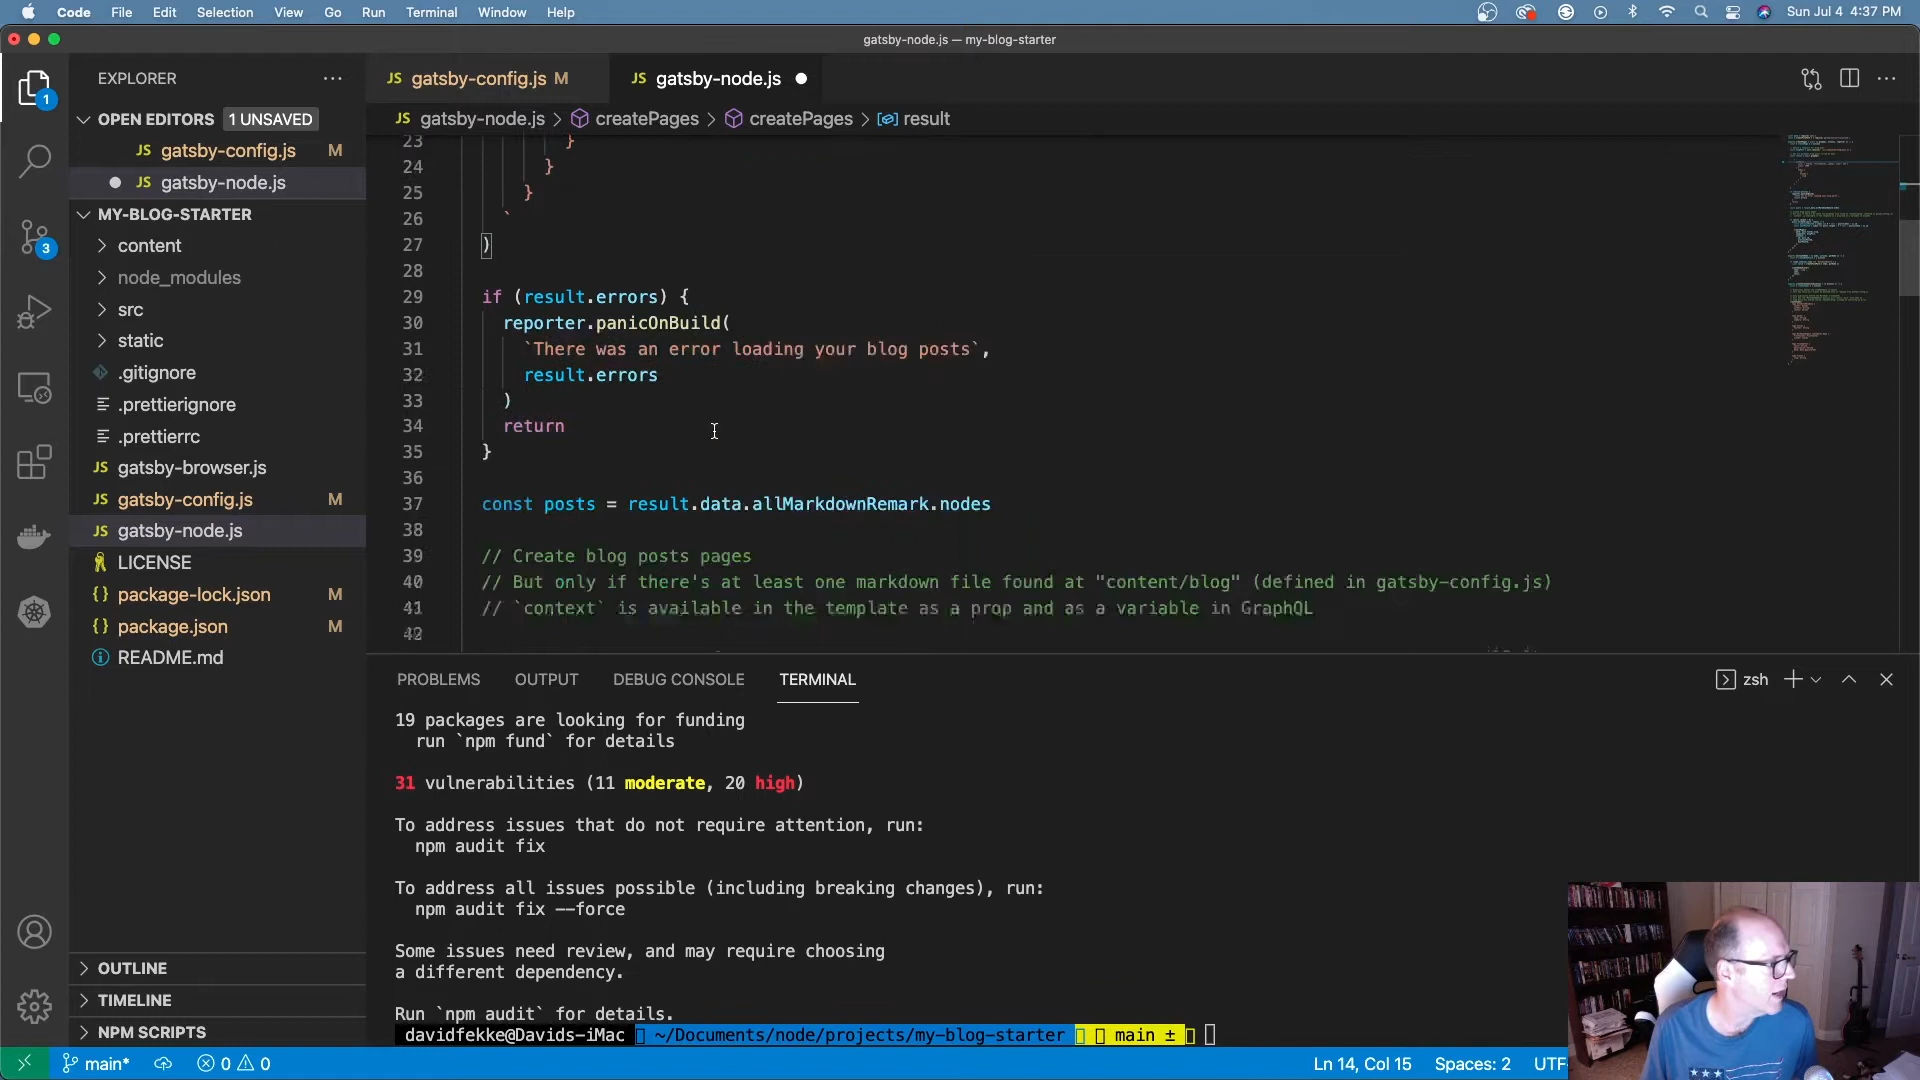 Code File Edit Selection View Go Run Terminal Window Help Sun Jul 4 4:37 PM
gatsby-node.js — my-blog-starter
EXPLORER
JS gatsby-config.js M JS gatsby-node.js
OPEN EDITORS 1 UNSAVED
JS gatsby-node.js > createPages > createPages > result
JS gatsby-config.js M
JS gatsby-node.js
MY-BLOG-STARTER
content
node_modules
src
static
.gitignore
.prettierignore
.prettierrc
JS gatsby-browser.js
JS gatsby-config.js M
JS gatsby-node.js
LICENSE
{} package-lock.json M
{} package.json M
README.md
OUTLINE
TIMELINE
NPM SCRIPTS
1
3
23 }
24 }
25 }
26 `
27 )
28
29 if (result.errors) {
30 reporter.panicOnBuild(
31 `There was an error loading your blog posts`,
32 result.errors
33 )
34 return
35 }
36
37 const posts = result.data.allMarkdownRemark.nodes
38
39 // Create blog posts pages
40 // But only if there's at least one markdown file found at "content/blog" (defined in gatsby-config.js)
41 // `context` is available in the template as a prop and as a variable in GraphQL
42
PROBLEMS OUTPUT DEBUG CONSOLE TERMINAL zsh
19 packages are looking for funding
run `npm fund` for details
31 vulnerabilities (11 moderate, 20 high)
To address issues that do not require attention, run:
npm audit fix
To address all issues possible (including breaking changes), run:
npm audit fix --force
Some issues need review, and may require choosing
a different dependency.
Run `npm audit` for details.
davidfekke@Davids-iMac ~/Documents/node/projects/my-blog-starter main ±
main* 0 0 Ln 14, Col 15 Spaces: 2 UTF